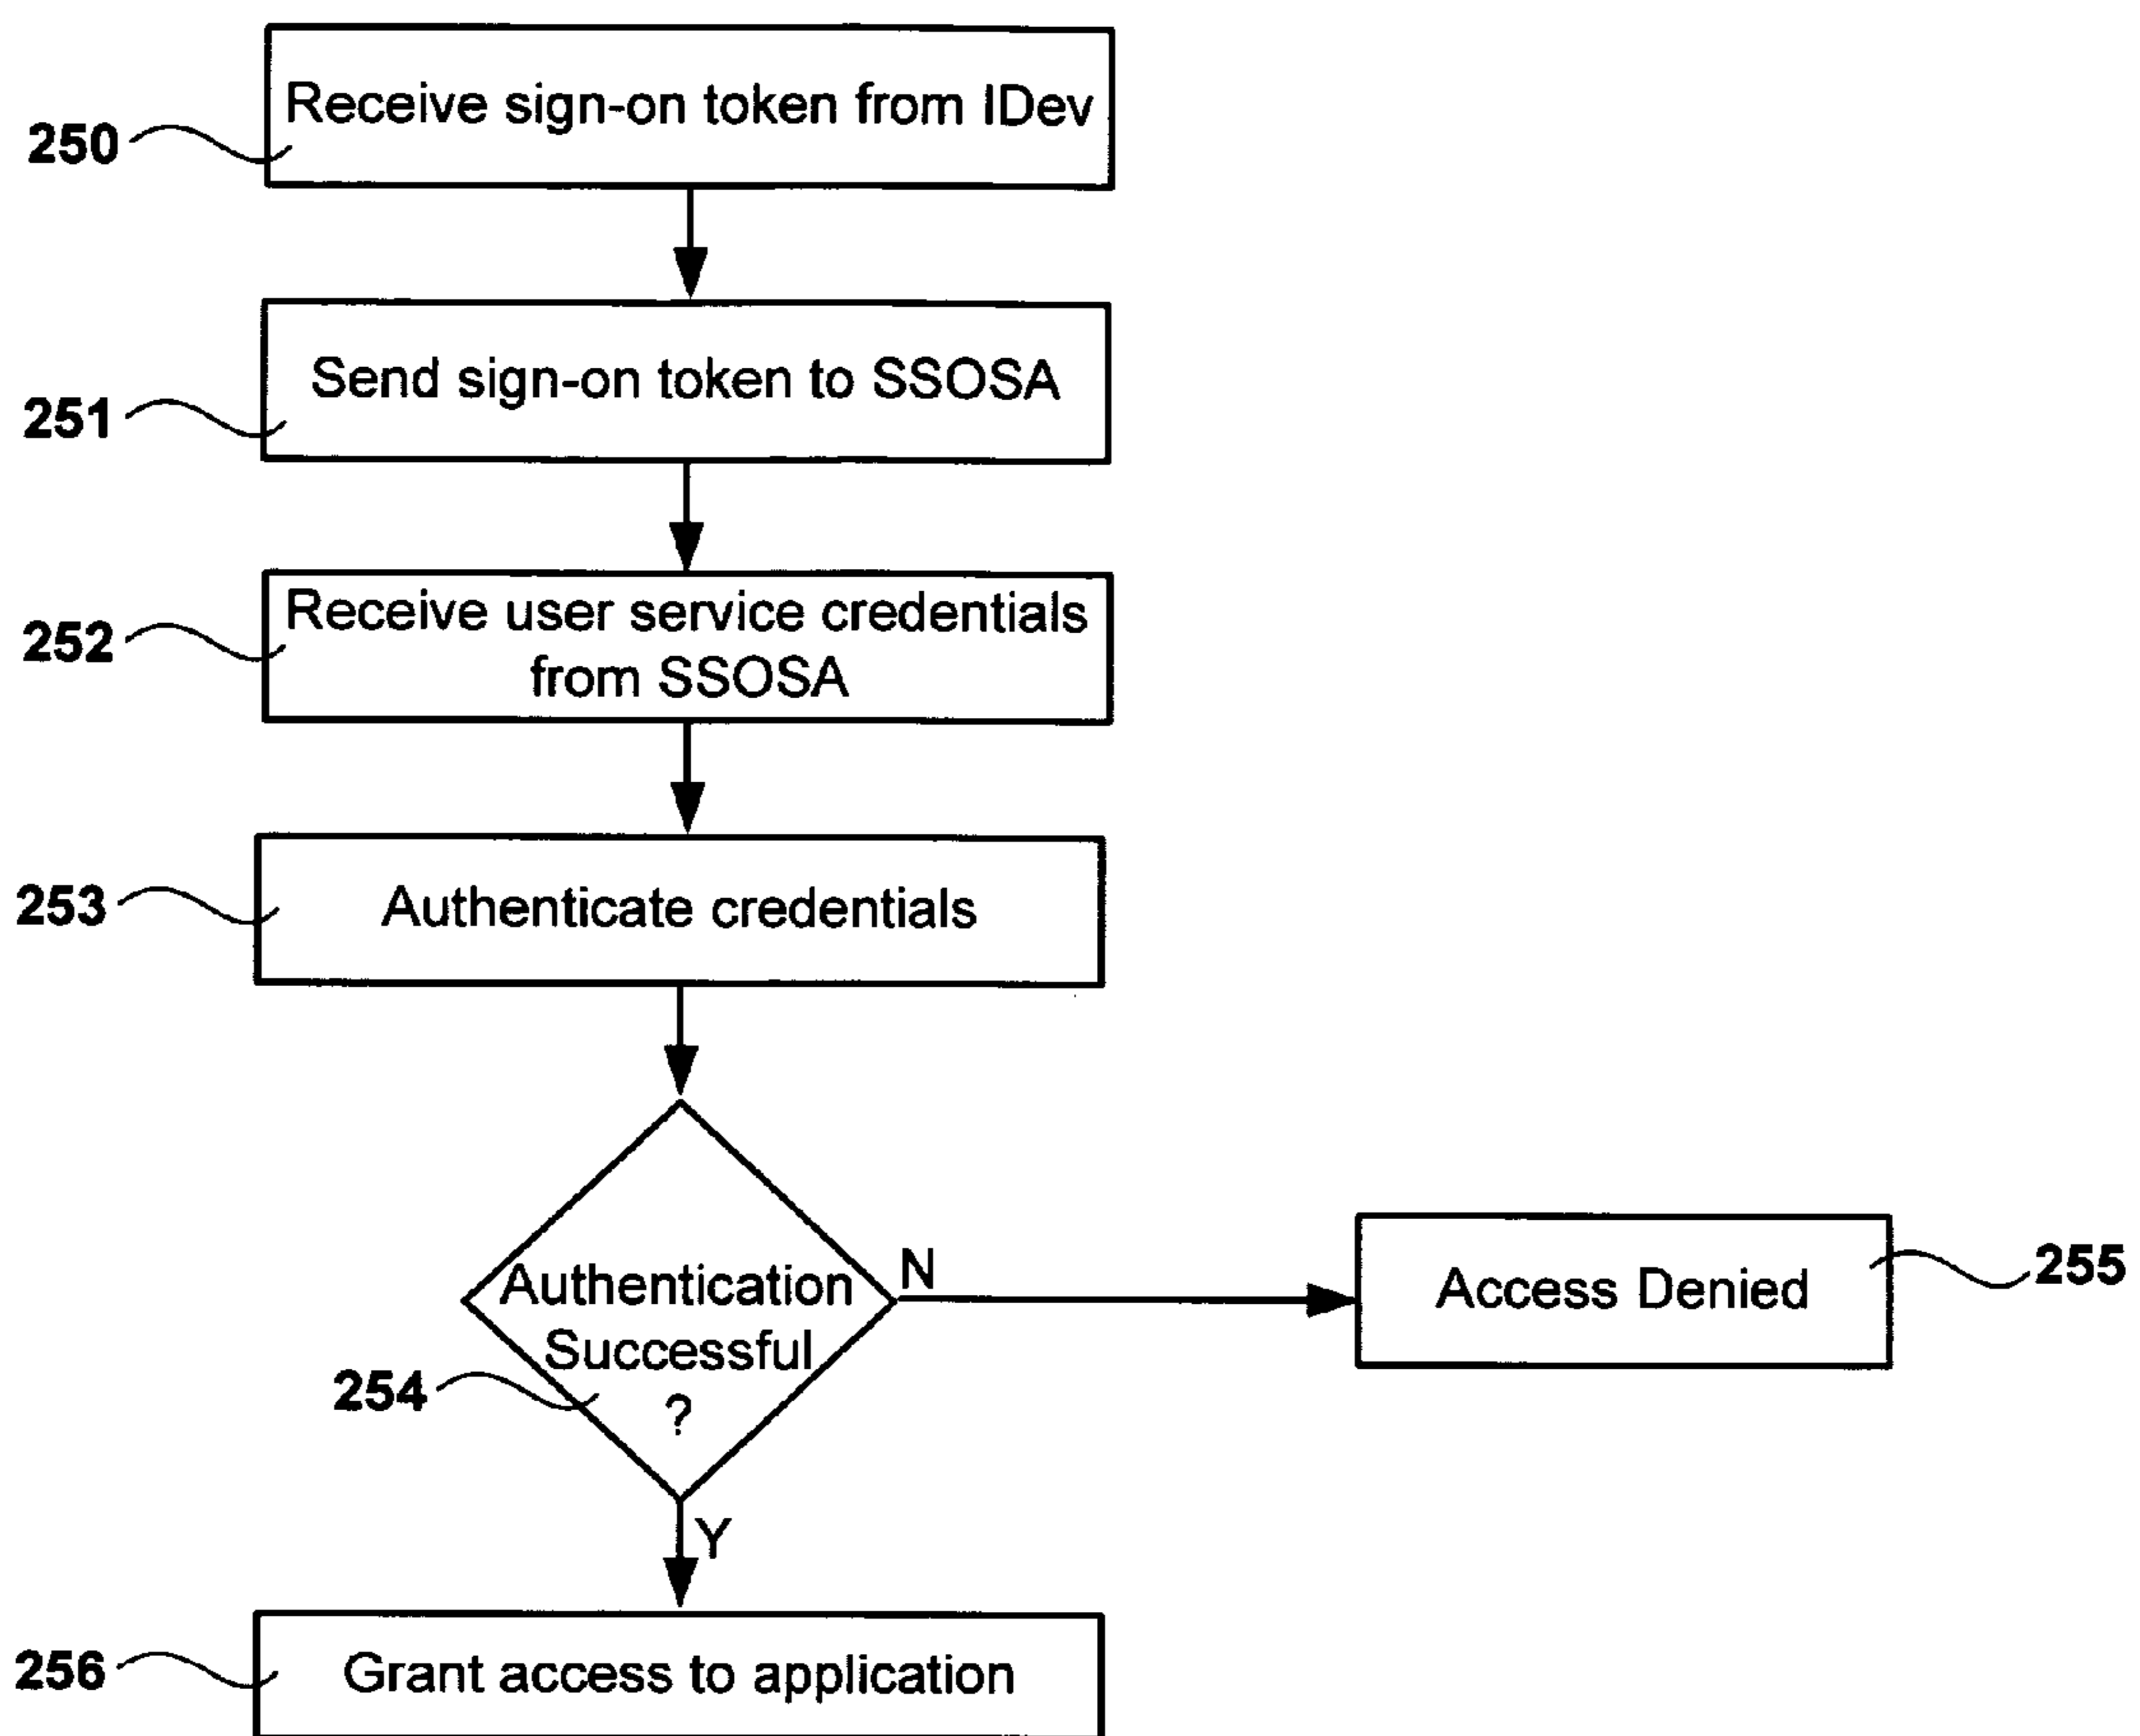 Receive sign-on token from IDev
250
Send sign-on token to SSOSA
251
Receive user service credentials
from SSOSA
252
Authenticate credentials
253
Authentication
Successful
?
254
N
Access Denied
255
Y
Grant access to application
256